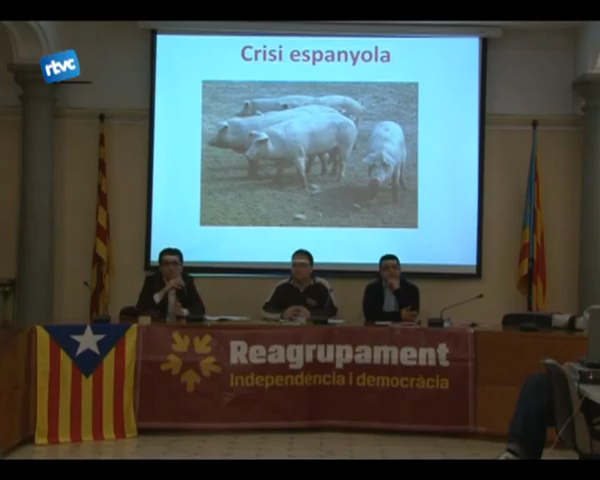 rtvc
Crisi espanyola
Reagrupament
Independència i democràcia